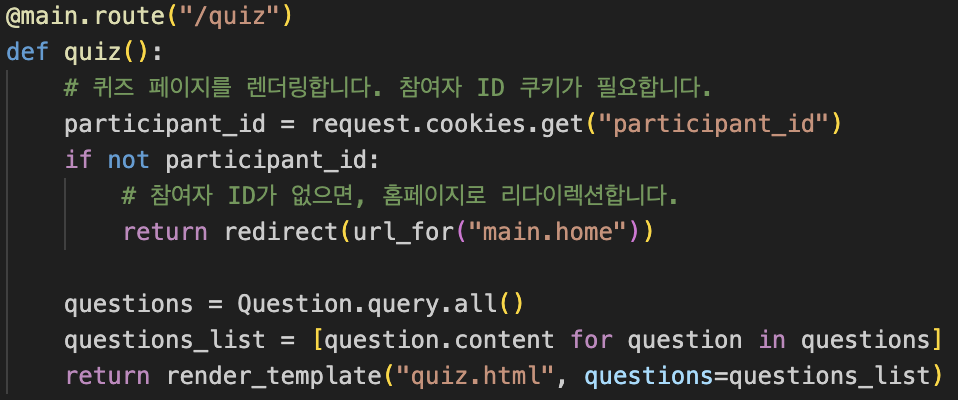 @main.route("/quiz")
def quiz():
    # 퀴즈 페이지를 렌더링합니다. 참여자 ID 쿠키가 필요합니다.
    participant_id = request.cookies.get("participant_id")
    if not participant_id:
        # 참여자 ID가 없으면, 홈페이지로 리다이렉션합니다.
        return redirect(url_for("main.home"))

    questions = Question.query.all()
    questions_list = [question.content for question in questions]
    return render_template("quiz.html", questions=questions_list)